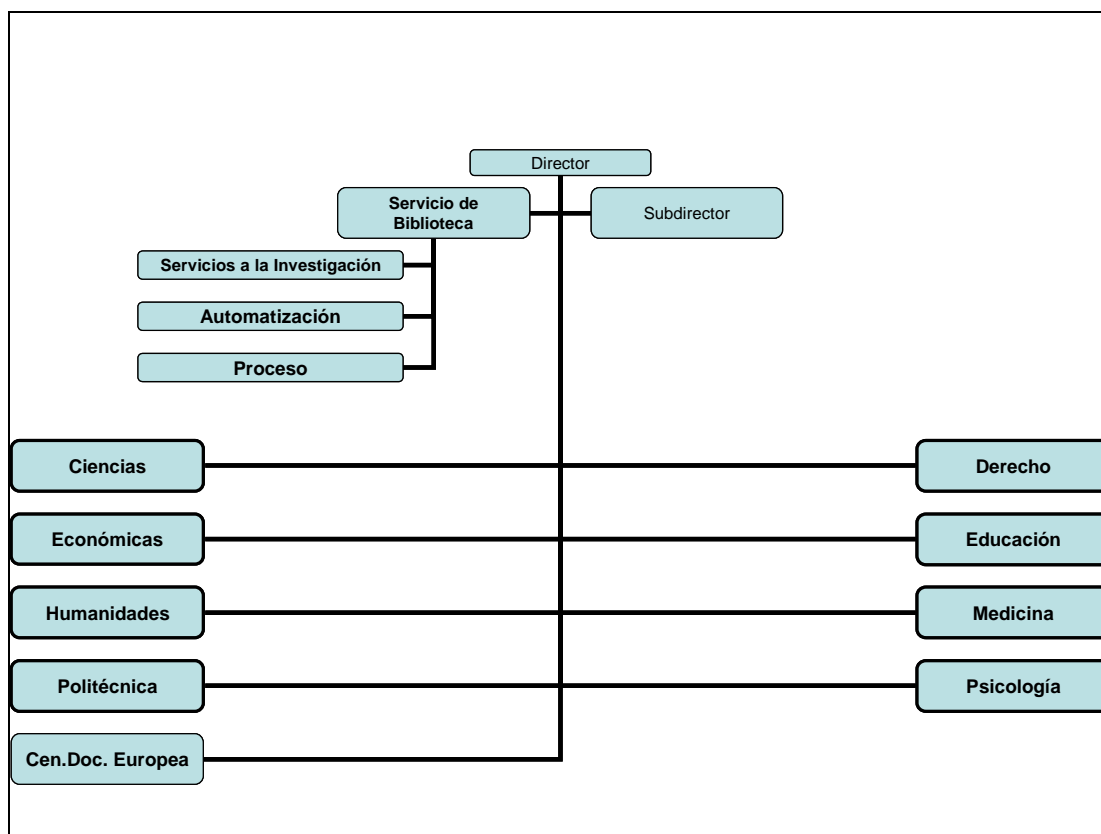 Director
Servicio de
Biblioteca
Subdirector
Servicios a la Investigación
Automatización
Proceso
Ciencias
Derecho
Económicas
Educación
Humanidades
Medicina
Politécnica
Psicología
Cen.Doc. Europea